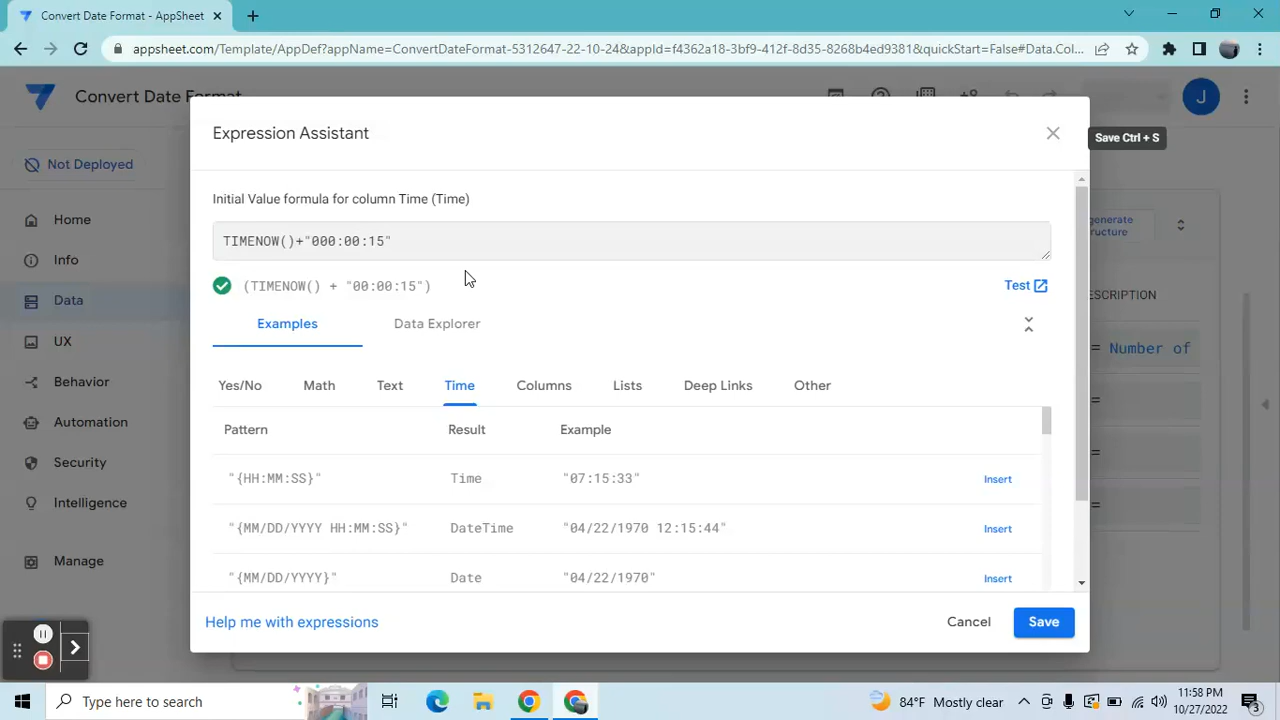 Convert Date Format - AppSheet
appsheet.com/Template/AppDef?appName=ConvertDateFormat-5312647-22-10-24&appId=f4362a18-3bf9-412f-8d35-8268b4ed9381&quickStart=False#Data.Col...
Convert Date Format
J
Save Ctrl + S
Expression Assistant
Not Deployed
Home
Info
Data
UX
Behavior
Automation
Security
Intelligence
Manage
Initial Value formula for column Time (Time)
TIMENOW()+"000:00:15"
(TIMENOW() + "00:00:15")
Test
Examples Data Explorer
Yes/No Math Text Time Columns Lists Deep Links Other
Pattern Result Example
"{HH:MM:SS}" Time "07:15:33" Insert
"{MM/DD/YYYY HH:MM:SS}" DateTime "04/22/1970 12:15:44" Insert
"{MM/DD/YYYY}" Date "04/22/1970" Insert
Help me with expressions
Cancel Save
generate
structure
ESCRIPTION
= Number of
=
=
=
Type here to search
84°F Mostly clear
11:58 PM
10/27/2022
3